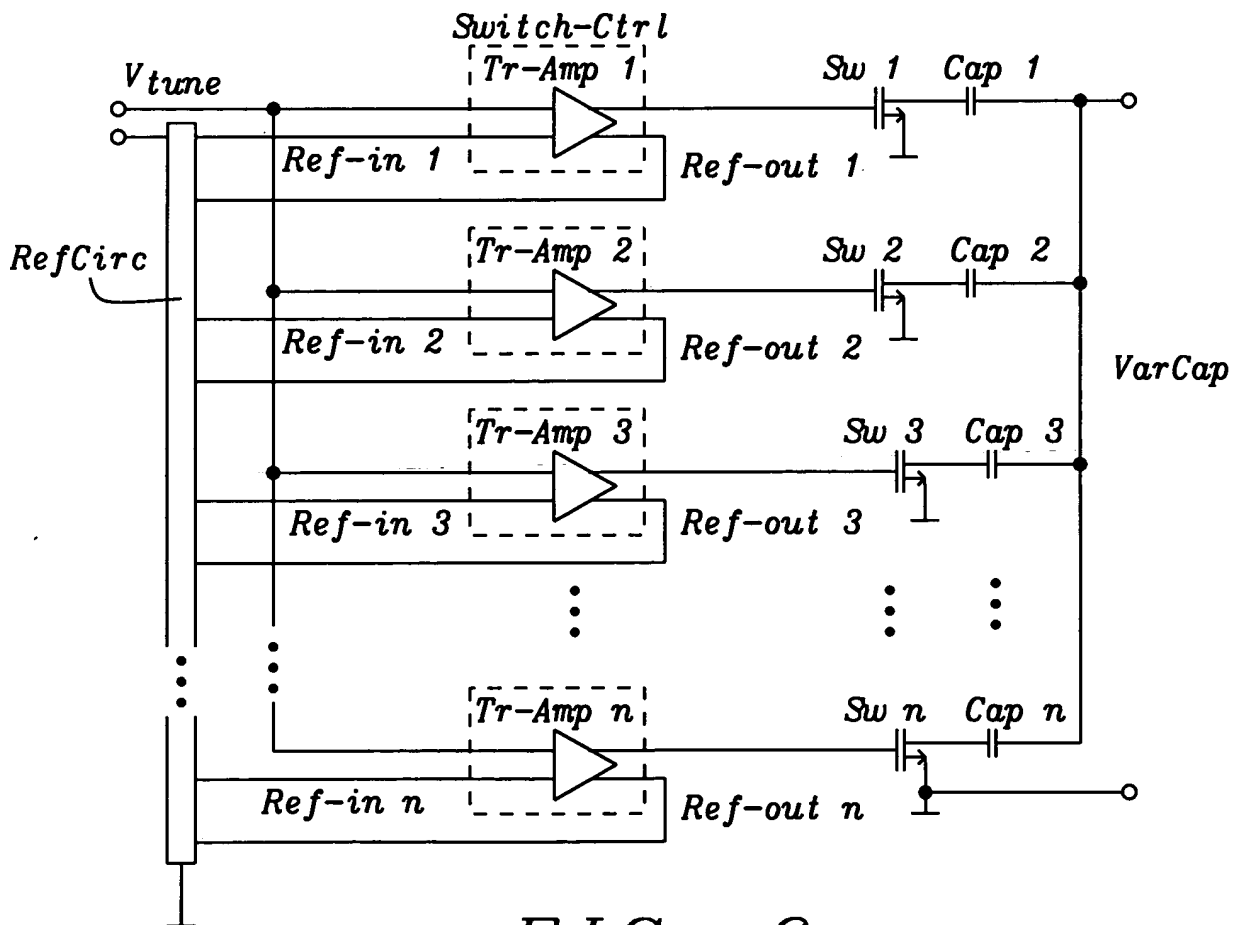 Switch-Ctrl
Vtune
Tr-Amp 1
Sw 1
Cap 1
Ref-in 1
Ref-out 1
RefCirc
Tr-Amp 2
Sw 2
Cap 2
Ref-in 2
Ref-out 2
VarCap
Tr-Amp 3
Sw 3
Cap 3
Ref-in 3
Ref-out 3
Tr-Amp n
Sw n
Cap n
Ref-in n
Ref-out n